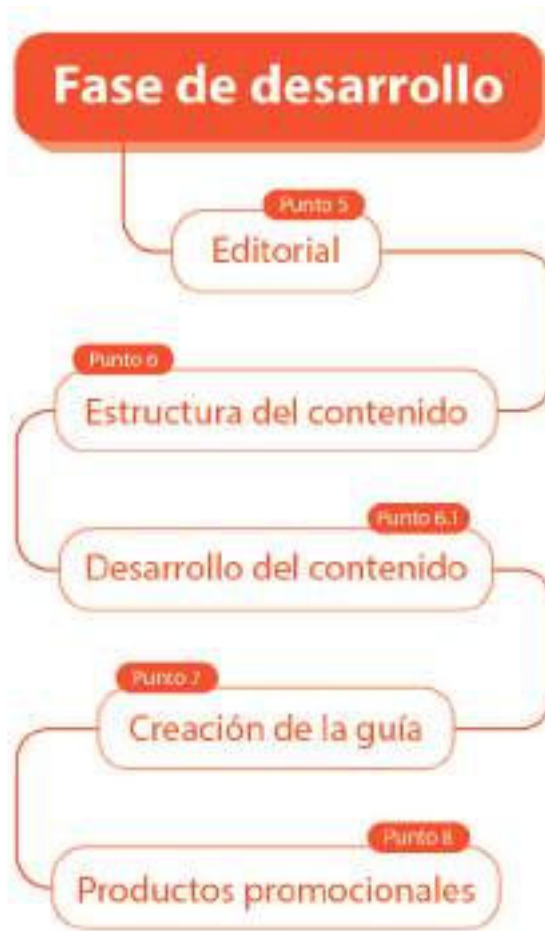 Fase de desarrollo
Punto 5
Editorial
Punto 6
Estructura del contenido
Punto 6.1
Desarrollo del contenido
Punto 7
Creación de la guía
Punto 8
Productos promocionales